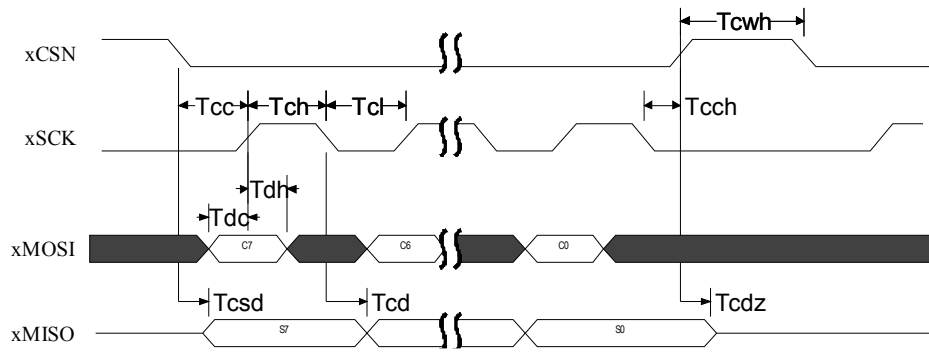 Tcwh
xCSN
Tcc Tch Tcl Tcch
xSCK
Tdh
Tdc
xMOSI C7 C6 C0
Tcsd Tcd Tcdz
xMISO S7 S0